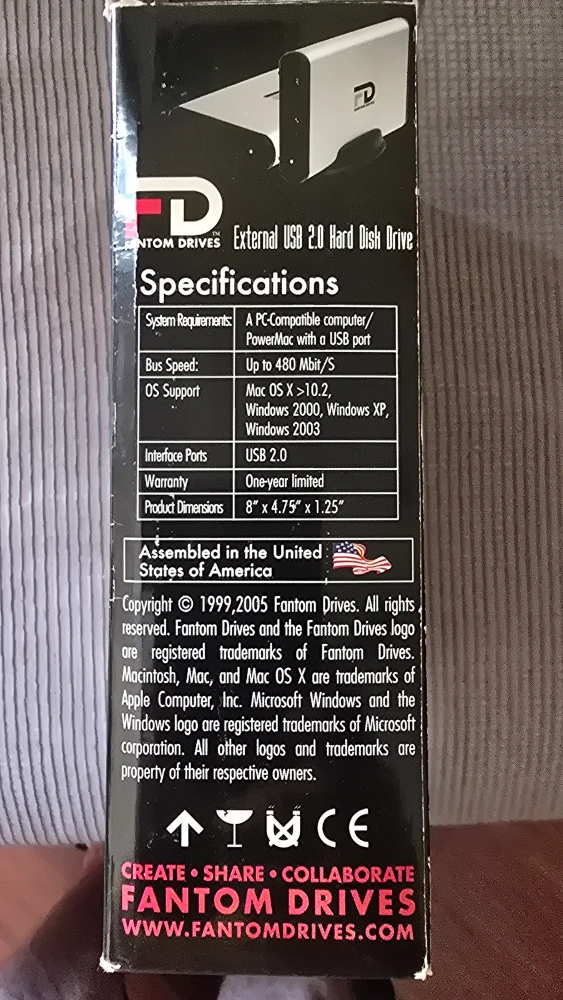 FD
FANTOM DRIVES
FD
FANTOM DRIVES™
External USB 2.0 Hard Disk Drive
Specifications
System Requirements: A PC-Compatible computer/
PowerMac with a USB port
Bus Speed: Up to 480 Mbit/S
OS Support Mac OS X >10.2,
Windows 2000, Windows XP,
Windows 2003
Interface Ports USB 2.0
Warranty One-year limited
Product Dimensions 8" x 4.75" x 1.25"
Assembled in the United
States of America
Copyright © 1999,2005 Fantom Drives. All rights
reserved. Fantom Drives and the Fantom Drives logo
are registered trademarks of Fantom Drives.
Macintosh, Mac, and Mac OS X are trademarks of
Apple Computer, Inc. Microsoft Windows and the
Windows logo are registered trademarks of Microsoft
corporation. All other logos and trademarks are
property of their respective owners.
CE
CREATE • SHARE • COLLABORATE
FANTOM DRIVES
WWW.FANTOMDRIVES.COM